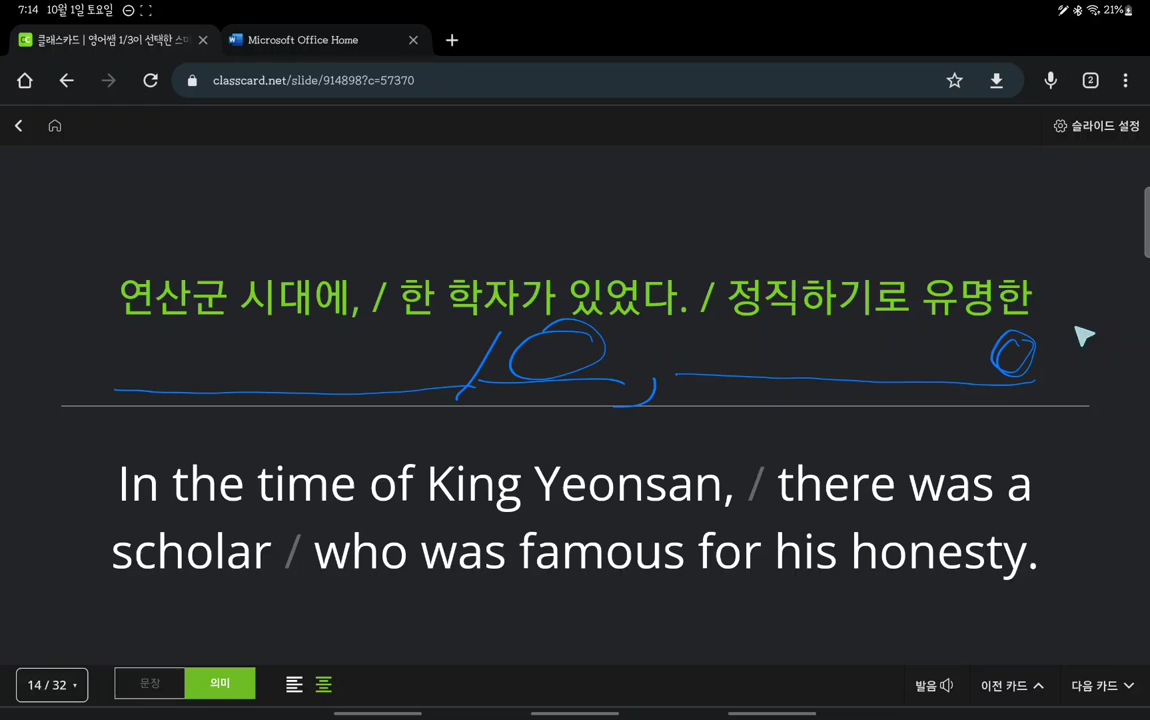 7:14 10월 1일 토요일 21%
클래스카드 | 영어쌤 1/3이 선택한 스마 Microsoft Office Home
classcard.net/slide/914898?c=57370 2
슬라이드 설정
연산군 시대에, / 한 학자가 있었다. / 정직하기로 유명한
In the time of King Yeonsan, / there was a
scholar / who was famous for his honesty.
14 / 32 문장 의미 발음 이전 카드 다음 카드